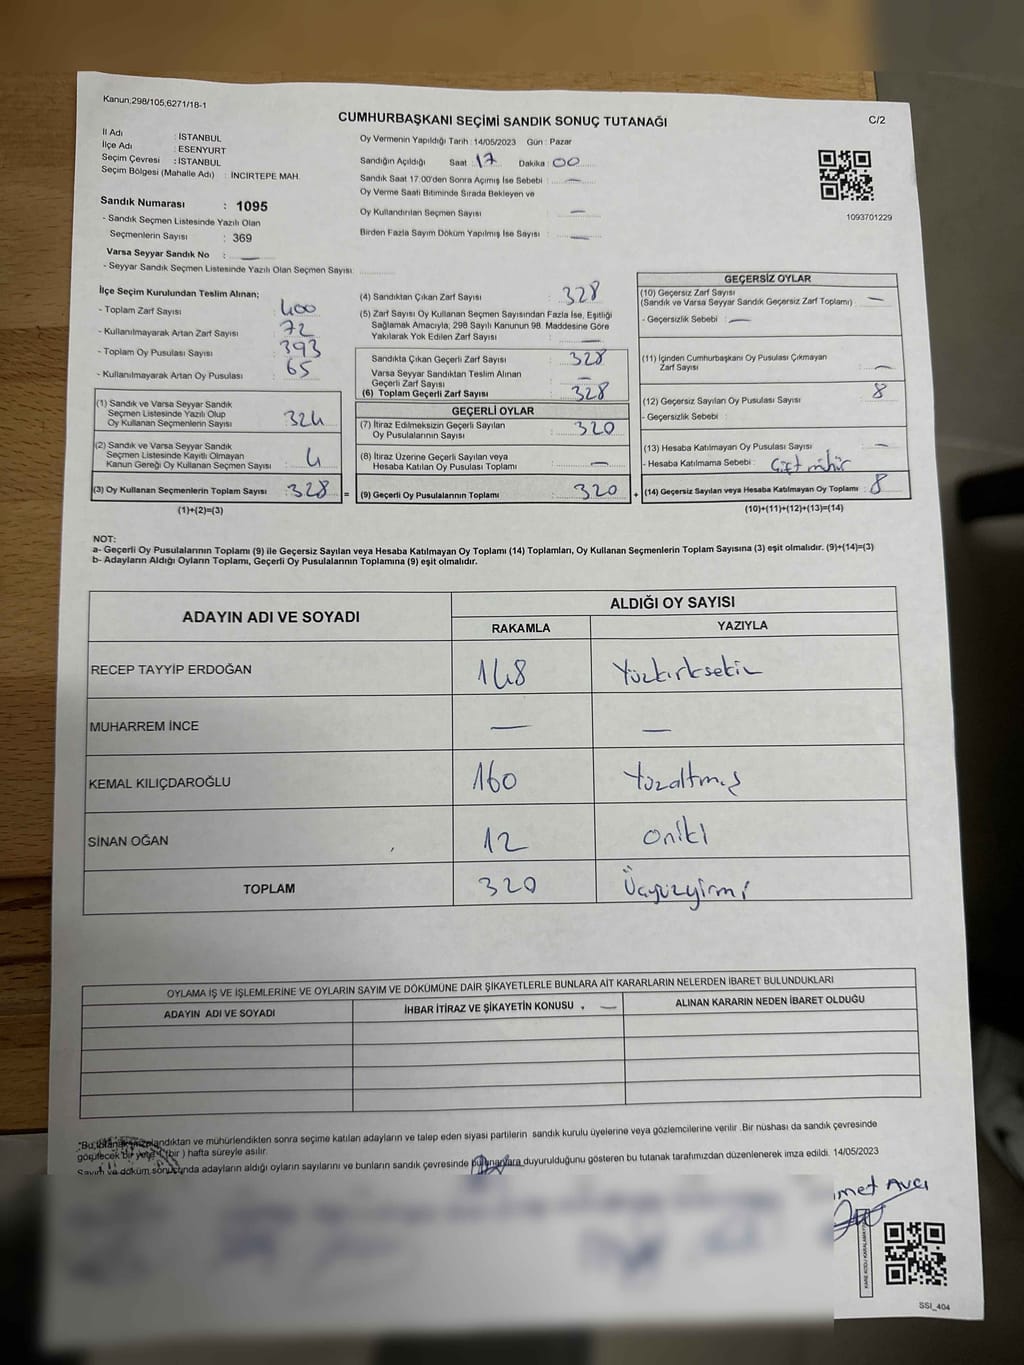 Kanun,298/105,6271/18-1
CUMHURBAŞKANI SEÇİMİ SANDIK SONUÇ TUTANAĞI
C/2
İl Adı : İSTANBUL
İlçe Adı : ESENYURT
Seçim Çevresi : İSTANBUL
Seçim Bölgesi (Mahalle Adı) : İNCİRTEPE MAH.
Oy Vermenin Yapıldığı Tarih : 14/05/2023 Gün : Pazar
Sandığın Açıldığı Saat : 17 Dakika : 00
Sandık Saat 17:00'den Sonra Açımış İse Sebebi : —
Oy Verme Saati Bitiminde Sırada Bekleyen ve
Oy Kullandırılan Seçmen Sayısı : —
Birden Fazla Sayım Döküm Yapılmış İse Sayısı : —
1093701229
Sandık Numarası : 1095
- Sandık Seçmen Listesinde Yazılı Olan
Seçmenlerin Sayısı : 369
Varsa Seyyar Sandık No : —
- Seyyar Sandık Seçmen Listesinde Yazılı Olan Seçmen Sayısı:
İlçe Seçim Kurulundan Teslim Alınan;
- Toplam Zarf Sayısı : 400
- Kullanılmayarak Artan Zarf Sayısı : 72
- Toplam Oy Pusulası Sayısı : 393
- Kullanılmayarak Artan Oy Pusulası : 65
(1) Sandık ve Varsa Seyyar Sandık
Seçmen Listesinde Yazılı Olup
Oy Kullanan Seçmenlerin Sayısı : 324
(2) Sandık ve Varsa Seyyar Sandık
Seçmen Listesinde Kayıtlı Olmayan
Kanun Gereği Oy Kullanan Seçmen Sayısı : 4
(3) Oy Kullanan Seçmenlerin Toplam Sayısı : 328 =
(1)+(2)=(3)
(4) Sandıktan Çıkan Zarf Sayısı : 328
(5) Zarf Sayısı Oy Kullanan Seçmen Sayısından Fazla İse, Eşitliği
Sağlamak Amacıyla; 298 Sayılı Kanunun 98. Maddesine Göre
Yakılarak Yok Edilen Zarf Sayısı : —
Sandıkta Çıkan Geçerli Zarf Sayısı : 328
Varsa Seyyar Sandıktan Teslim Alınan
Geçerli Zarf Sayısı : —
(6) Toplam Geçerli Zarf Sayısı : 328
GEÇERLİ OYLAR
(7) İtiraz Edilmeksizin Geçerli Sayılan
Oy Pusulalarının Sayısı : 320
(8) İtiraz Üzerine Geçerli Sayılan veya
Hesaba Katılan Oy Pusulası Toplamı : —
(9) Geçerli Oy Pusulalarının Toplamı : 320 +
GEÇERSİZ OYLAR
(10) Geçersiz Zarf Sayısı
(Sandık ve Varsa Seyyar Sandık Geçersiz Zarf Toplamı) : —
- Geçersizlik Sebebi : —
(11) İçinden Cumhurbaşkanı Oy Pusulası Çıkmayan
Zarf Sayısı : —
(12) Geçersiz Sayılan Oy Pusulası Sayısı : 8
- Geçersizlik Sebebi :
(13) Hesaba Katılmayan Oy Pusulası Sayısı : —
- Hesaba Katılmama Sebebi : Çift mühür
(14) Geçersiz Sayılan veya Hesaba Katılmayan Oy Toplamı : 8
(10)+(11)+(12)+(13)=(14)
NOT:
a- Geçerli Oy Pusulalarının Toplamı (9) ile Geçersiz Sayılan veya Hesaba Katılmayan Oy Toplamı (14) Toplamları, Oy Kullanan Seçmenlerin Toplam Sayısına (3) eşit olmalıdır. (9)+(14)=(3)
b- Adayların Aldığı Oyların Toplamı, Geçerli Oy Pusulalarının Toplamına (9) eşit olmalıdır.
ADAYIN ADI VE SOYADI
ALDIĞI OY SAYISI
RAKAMLA YAZIYLA
RECEP TAYYİP ERDOĞAN 148 Yüzkırksekiz
MUHARREM İNCE — —
KEMAL KILIÇDAROĞLU 160 Yüzaltmış
SİNAN OĞAN 12 oniki
TOPLAM 320 Üçyüzyirmi
OYLAMA İŞ VE İŞLEMLERİNE VE OYLARIN SAYIM VE DÖKÜMÜNE DAİR ŞİKAYETLERLE BUNLARA AİT KARARLARIN NELERDEN İBARET BULUNDUKLARI
ADAYIN ADI VE SOYADI İHBAR İTİRAZ VE ŞİKAYETİN KONUSU — ALINAN KARARIN NEDEN İBARET OLDUĞU
"Bu tutanak imzalandıktan ve mühürlendikten sonra seçime katılan adayların ve talep eden siyasi partilerin sandık kurulu üyelerine veya gözlemcilerine verilir .Bir nüshası da sandık çevresinde
görülecek bir yere 1 (bir ) hafta süreyle asılır.
Sayım ve döküm sonucunda adayların aldığı oyların sayılarını ve bunların sandık çevresinde bulunanlara duyurulduğunu gösteren bu tutanak tarafımızdan düzenlenerek imza edildi. 14/05/2023
Avcı
SSI_404